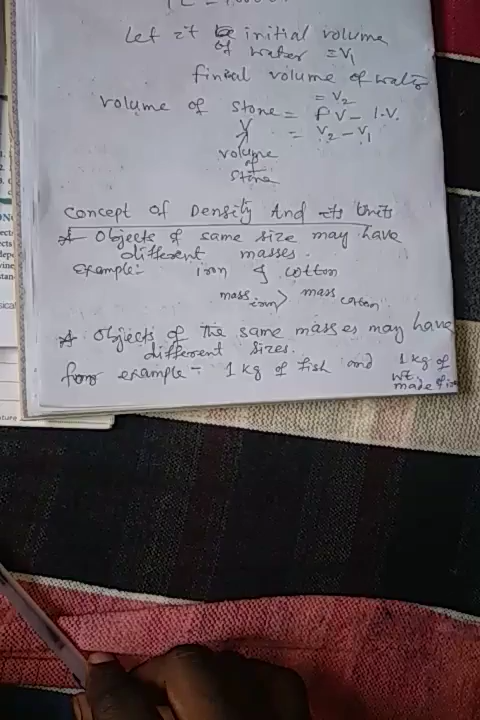 Let it be initial volume
of water = V1
final volume of water
= V2
volume of stone = F V - I.V.
V = V2 - V1
volume
of
stone
Concept of Density And its Units
* Objects of same size may have
different masses.
Example:- iron & cotton
mass iron > mass cotton
* Objects of the same masses may have
different sizes.
for example - 1 kg of fish and 1 kg of
wt.
made of